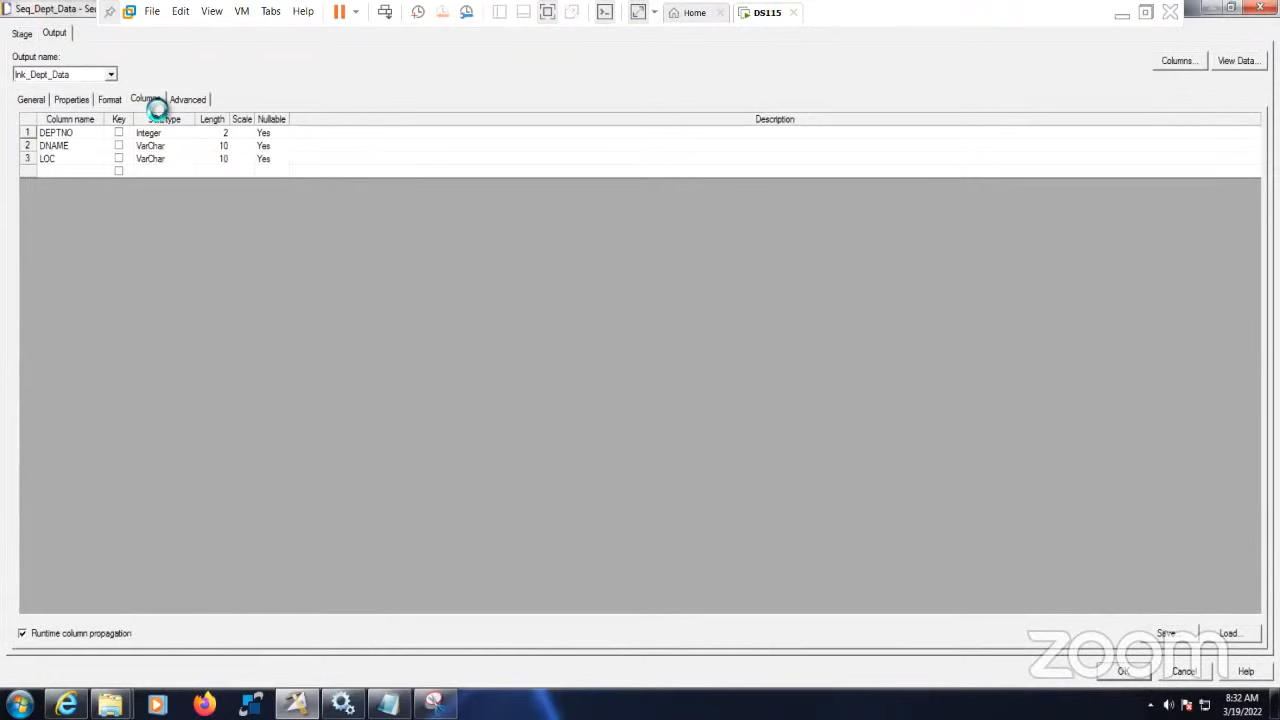 Seq_Dept_Data - Se
File Edit View VM Tabs Help
Home
DS115
Stage Output
Output name:
lnk_Dept_Data
Columns... View Data...
General Properties Format Columns Advanced
Column name Key Length Scale Nullable Description
1 DEPTNO Integer 2 Yes
2 DNAME VarChar 10 Yes
3 LOC VarChar 10 Yes
Runtime column propagation
Save... Load...
zoom
OK Cancel Help
8:32 AM
3/19/2022